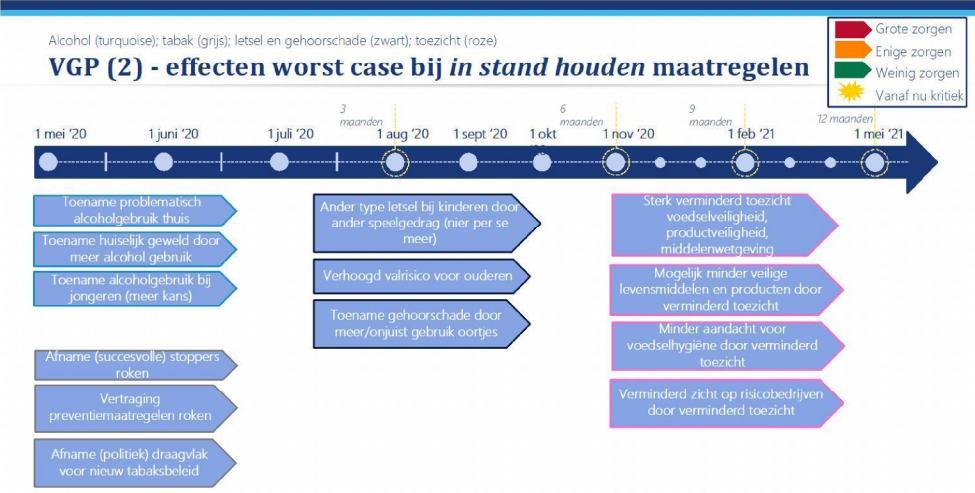 Alcohol (turquoise); tabak (grijs); letsel en gehoorschade (zwart); toezicht (roze)
VGP (2) - effecten worst case bij in stand houden maatregelen
Grote zorgen
Enige zorgen
Weinig zorgen
Vanaf nu kritiek
3
maanden
6
maanden
9
maanden
12 maanden
1 mei '20
1 juni '20
1 juli '20
1 aug '20
1 sept '20
1 okt
1 nov '20
1 feb '21
1 mei '21
Toename problematisch
alcoholgebruik thuis
Toename huiselijk geweld door
meer alcohol gebruik
Toename alcoholgebruik bij
jongeren (meer kans)
Afname (succesvolle) stoppers
roken
Vertraging
preventiemaatregelen roken
Afname (politiek) draagvlak
voor nieuw tabaksbeleid
Ander type letsel bij kinderen door
ander speelgedrag (nier per se
meer)
Verhoogd valrisico voor ouderen
Toename gehoorschade door
meer/onjuist gebruik oortjes
Sterk verminderd toezicht
voedselveiligheid,
productveiligheid,
middelenwetgeving
Mogelijk minder veilige
levensmiddelen en producten door
verminderd toezicht
Minder aandacht voor
voedselhygiëne door verminderd
toezicht
Verminderd zicht op risicobedrijven
door verminderd toezicht